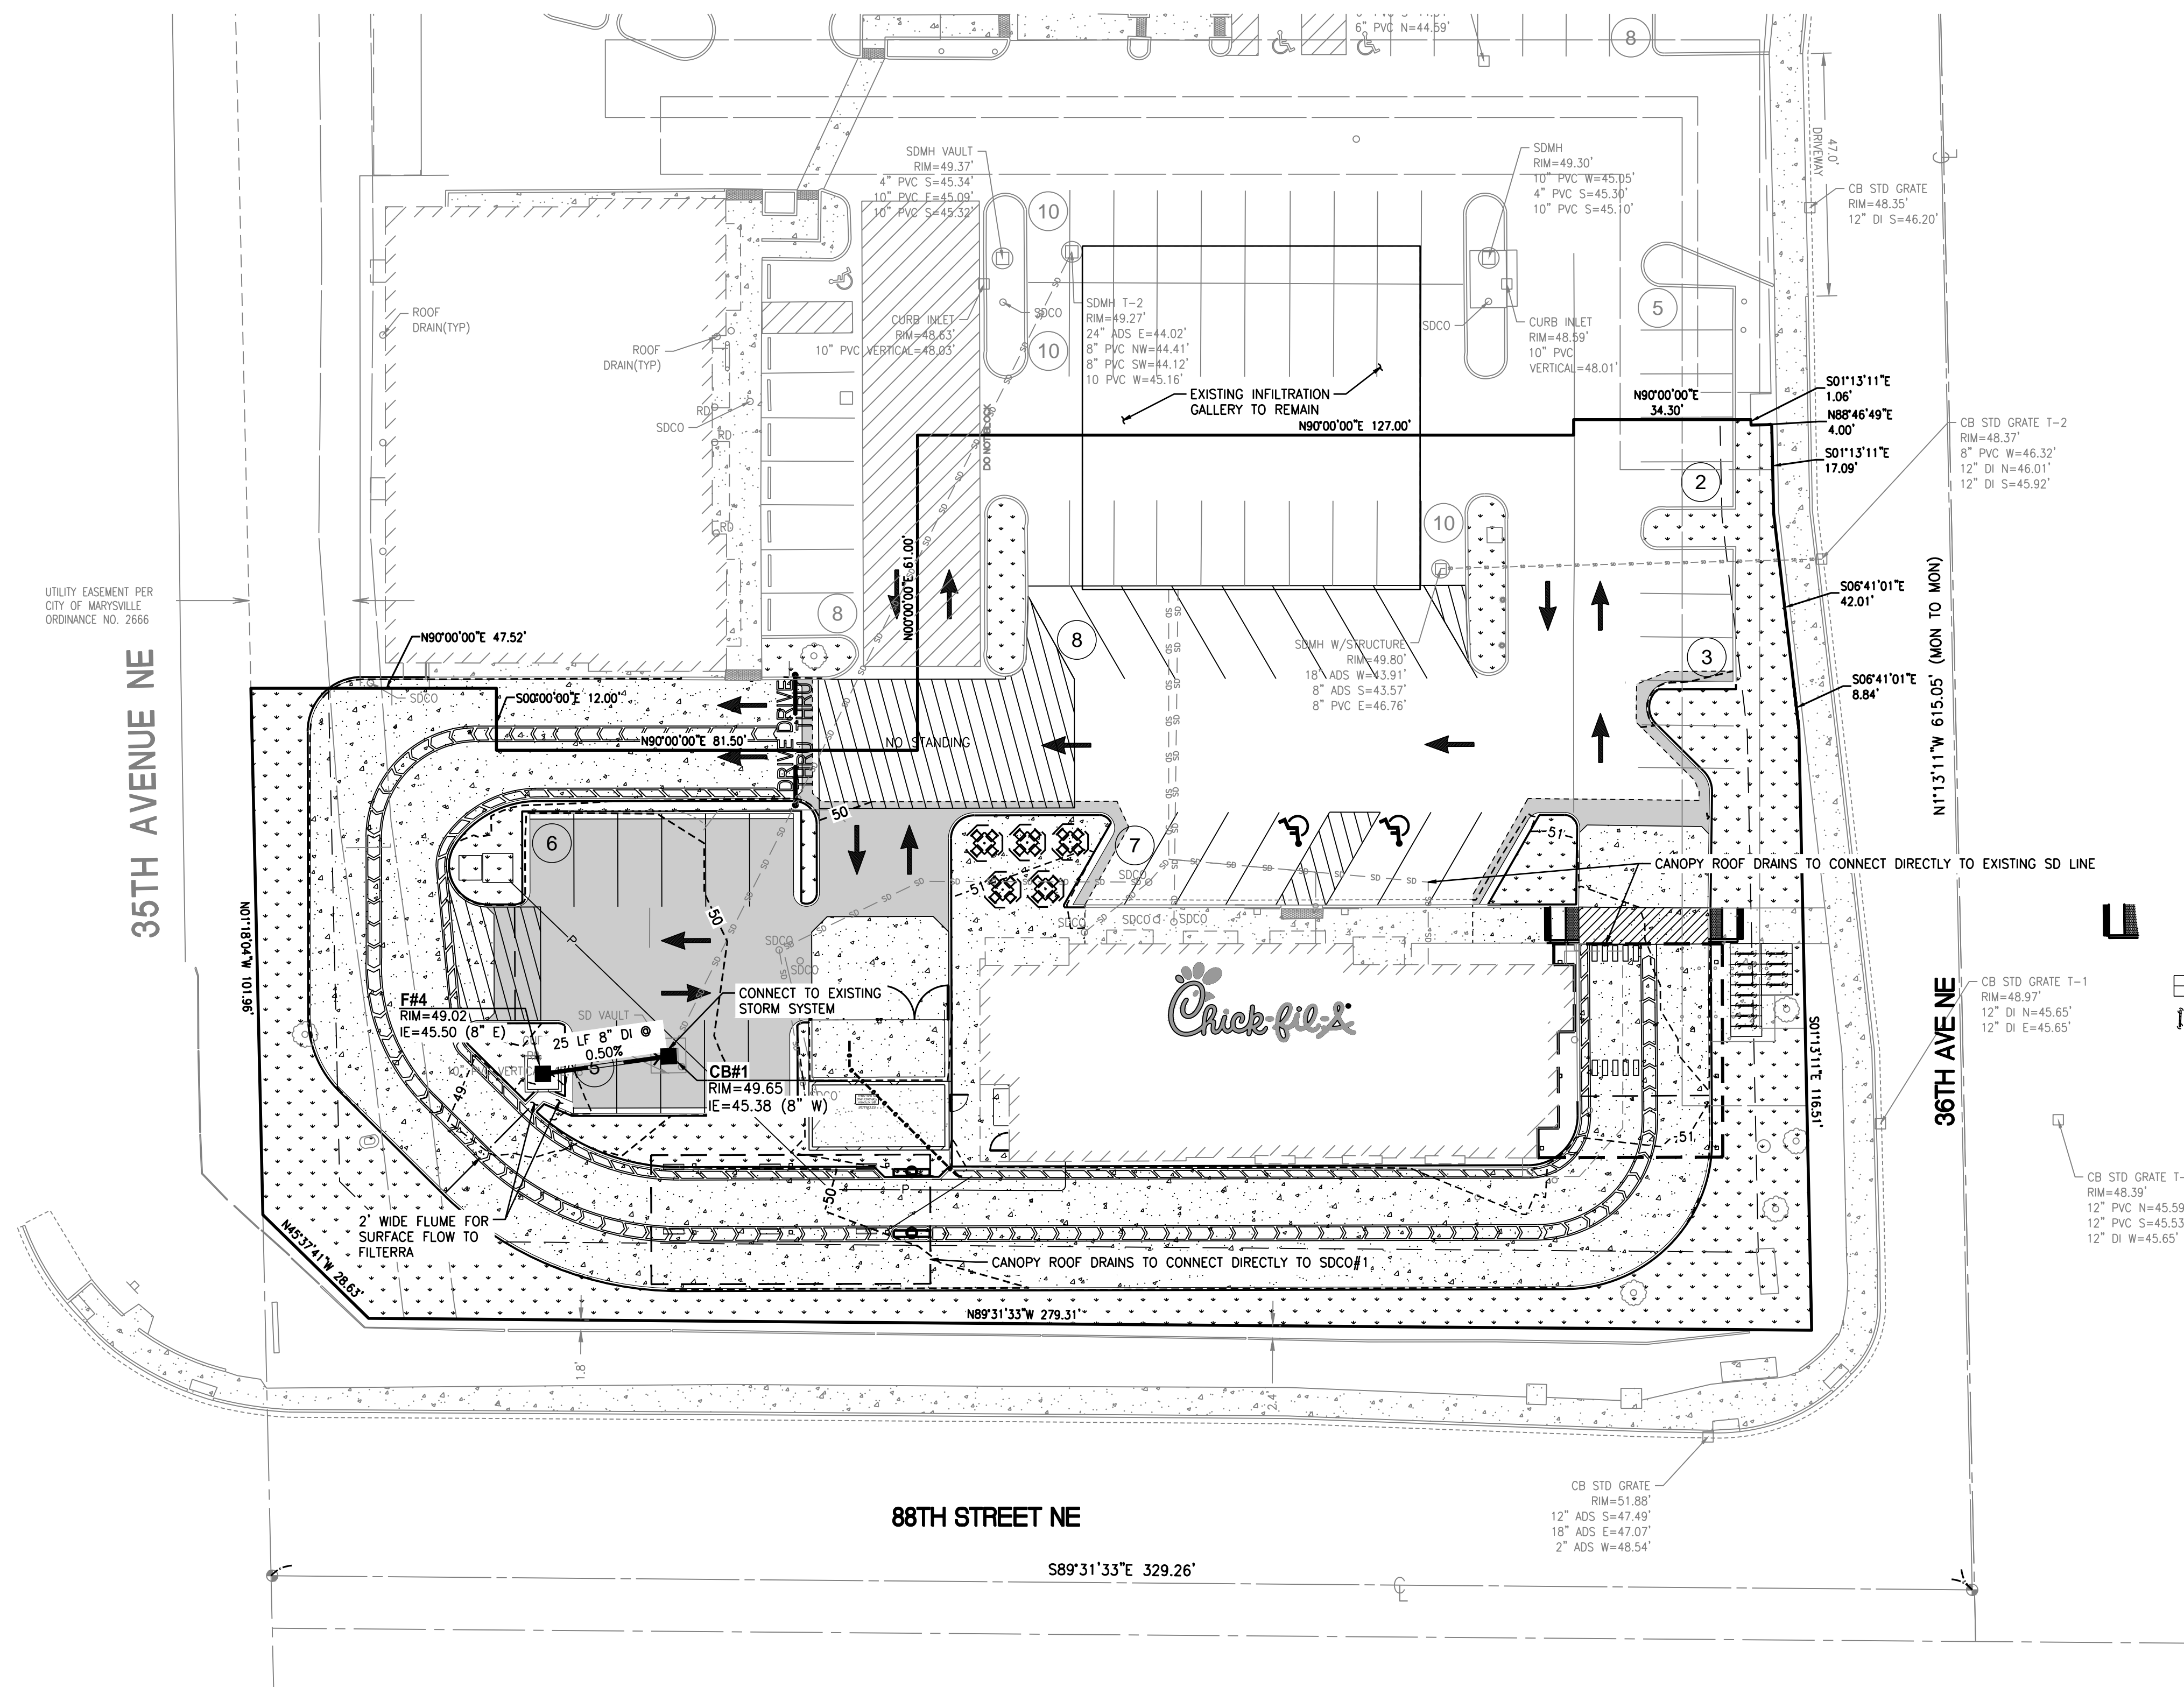 6" PVC N=44.59'
8
47.0'
DRIVEWAY
SDMH VAULT
RIM=49.37'
4" PVC S=45.34'
10" PVC E=45.09'
10" PVC S=45.32'
10
SDMH
RIM=49.30'
10" PVC W=45.05'
4" PVC S=45.30'
10" PVC S=45.10'
CB STD GRATE
RIM=48.35'
12" DI S=46.20'
ROOF
DRAIN(TYP)
ROOF
DRAIN(TYP)
CURB INLET
RIM=48.63'
10" PVC VERTICAL=48.03'
SDCO
10
SDMH T-2
RIM=49.27'
24" ADS E=44.02'
8" PVC NW=44.41'
8" PVC SW=44.12'
10 PVC W=45.16'
SDCO
CURB INLET
RIM=48.59'
10" PVC
VERTICAL=48.01'
5
EXISTING INFILTRATION
GALLERY TO REMAIN
N90°00'00"E 127.00'
N90°00'00"E
34.30'
S01°13'11"E
1.06'
N88°46'49"E
4.00'
S01°13'11"E
17.09'
RD
SDCO
RD
RD
DO NOT BLOCK
CB STD GRATE T-2
RIM=48.37'
8" PVC W=46.32'
12" DI N=46.01'
12" DI S=45.92'
2
10
N00°00'00"E 61.00'
UTILITY EASEMENT PER
CITY OF MARYSVILLE
ORDINANCE NO. 2666
S06°41'01"E
42.01'
N1°13'11"W 615.05' (MON TO MON)
8
8
3
N90°00'00"E 47.52'
SDMH W/STRUCTURE
RIM=49.80'
18' ADS W=43.91'
8" ADS S=43.57'
8" PVC E=46.76'
S06°41'01"E
8.84'
35TH AVENUE NE
SDCO
S00°00'00"E 12.00'
N90°00'00"E 81.50'
DRIVE DRIVE
THRU THRU
NO STANDING
50
6
7
51
51
SDCO
CANOPY ROOF DRAINS TO CONNECT DIRECTLY TO EXISTING SD LINE
N01°18'04"W 101.96'
50
SDCO
SDCO
SDCO
SDCO
SDCO
CONNECT TO EXISTING
STORM SYSTEM
F#4
RIM=49.02
IE=45.50 (8" E)
SD VAULT
25 LF 8" DI @
0.50%
5
CB#1
RIM=49.65
IE=45.38 (8" W)
49
Chick-fil-A
36TH AVE NE
CB STD GRATE T-1
RIM=48.97'
12" DI N=45.65'
12" DI E=45.65'
S01°13'11"E 116.51'
51
50
2' WIDE FLUME FOR
SURFACE FLOW TO
FILTERRA
CANOPY ROOF DRAINS TO CONNECT DIRECTLY TO SDCO#1
CB STD GRATE T-
RIM=48.39'
12" PVC N=45.59
12" PVC S=45.53
12" DI W=45.65'
N45°37'41"W 28.63'
N89°31'33"W 279.31'
1.8'
2.4
CB STD GRATE
RIM=51.88'
12" ADS S=47.49'
18" ADS E=47.07'
2" ADS W=48.54'
88TH STREET NE
S89°31'33"E 329.26'